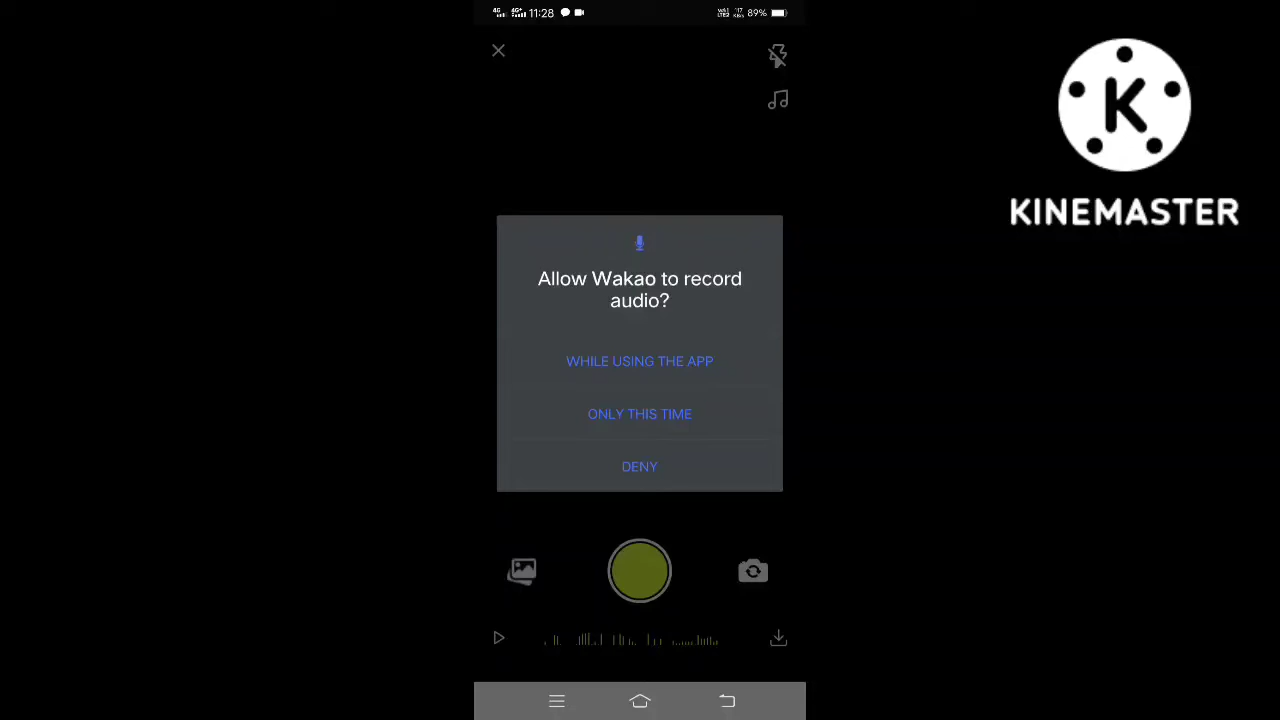 11:28
89%
K
KINEMASTER
Allow Wakao to record
audio?
WHILE USING THE APP
ONLY THIS TIME
DENY